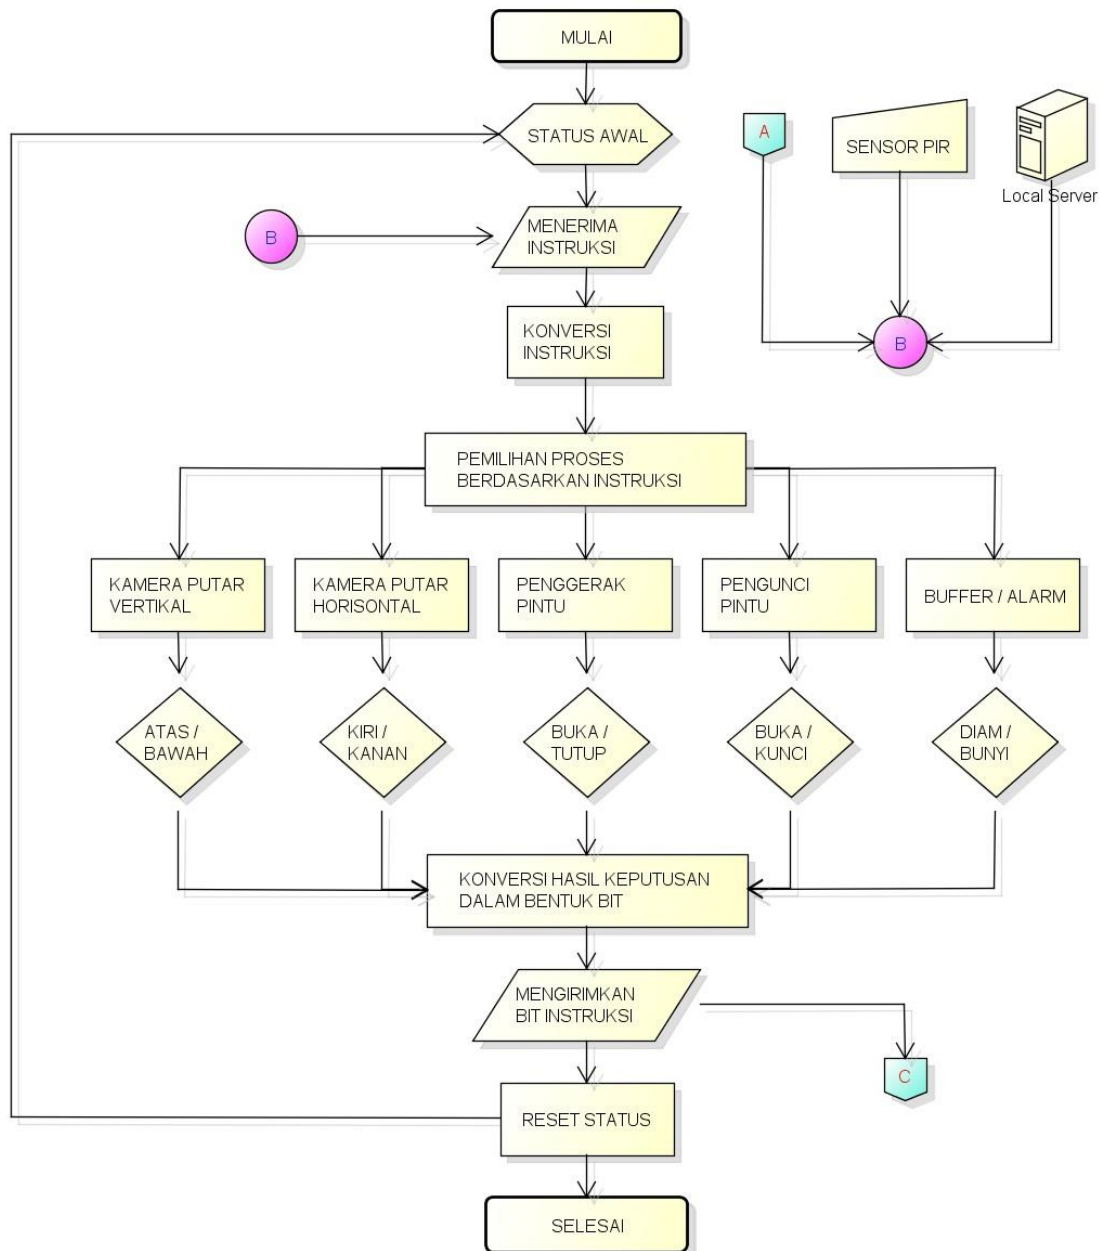 MULAI
STATUS AWAL
A
SENSOR PIR
Local Server
MENERIMA
INSTRUKSI
B
KONVERSI
INSTRUKSI
B
PEMILIHAN PROSES
BERDASARKAN INSTRUKSI
KAMERA PUTAR
VERTIKAL
KAMERA PUTAR
HORISONTAL
PENGGERAK
PINTU
PENGUNCI
PINTU
BUFFER / ALARM
ATAS /
BAWAH
KIRI /
KANAN
BUKA /
TUTUP
BUKA /
KUNCI
DIAM /
BUNYI
KONVERSI HASIL KEPUTUSAN
DALAM BENTUK BIT
MENGIRIMKAN
BIT INSTRUKSI
C
RESET STATUS
SELESAI